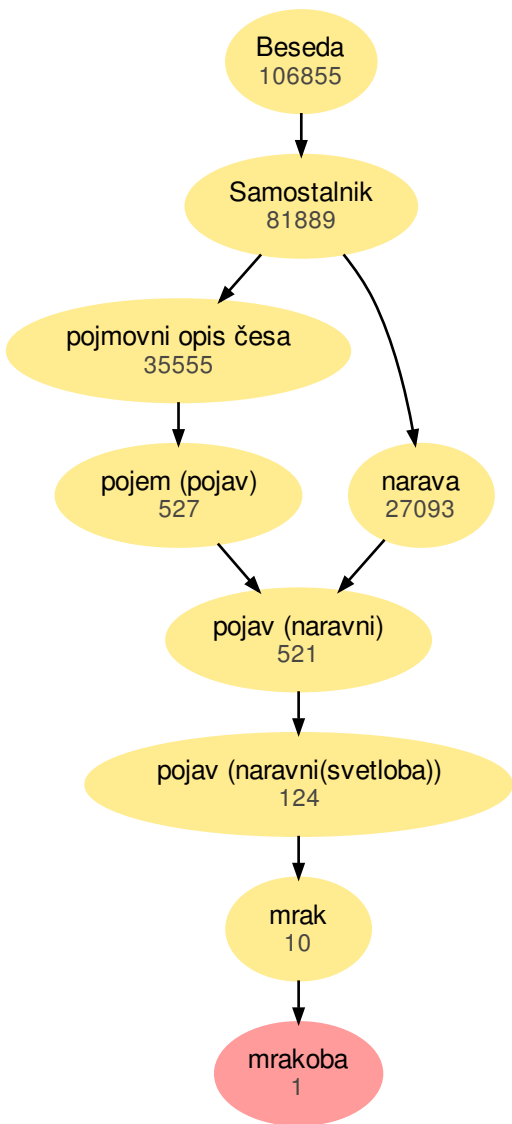 Beseda
106855
Samostalnik
81889
pojmovni opis česa
35555
pojem (pojav)
527
narava
27093
pojav (naravni)
521
pojav (naravni(svetloba))
124
mrak
10
mrakoba
1